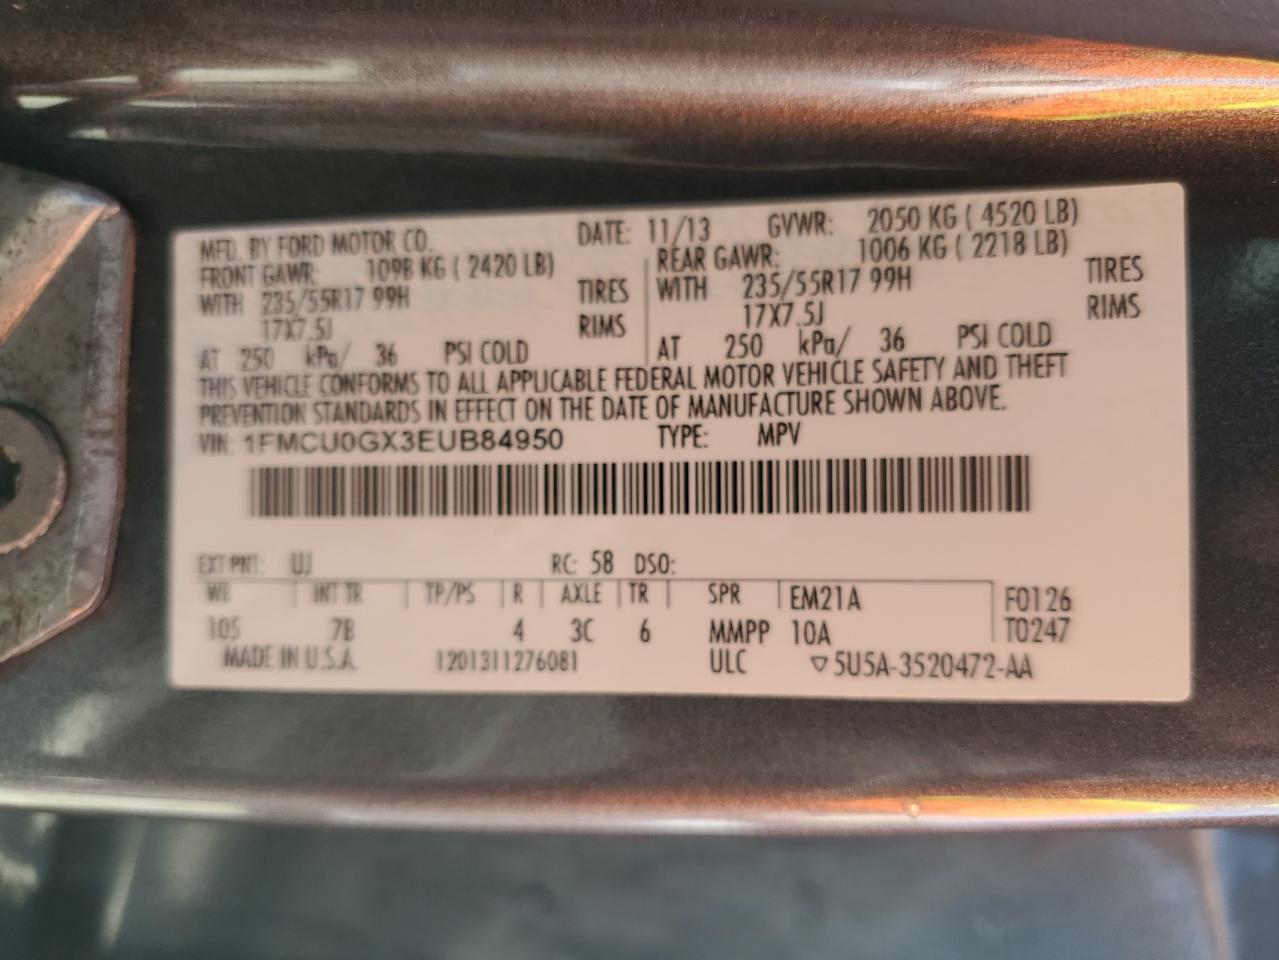 MFD. BY FORD MOTOR CO. DATE: 11/13 GVWR: 2050 KG ( 4520 LB)
FRONT GAWR: 1098 KG ( 2420 LB) REAR GAWR: 1006 KG ( 2218 LB)
WITH 235/55R17 99H TIRES WITH 235/55R17 99H TIRES
17X7.5J RIMS 17X7.5J RIMS
AT 250 kPa/ 36 PSI COLD AT 250 kPa/ 36 PSI COLD
THIS VEHICLE CONFORMS TO ALL APPLICABLE FEDERAL MOTOR VEHICLE SAFETY AND THEFT
PREVENTION STANDARDS IN EFFECT ON THE DATE OF MANUFACTURE SHOWN ABOVE.
VIN: 1FMCU0GX3EUB84950 TYPE: MPV
EXT PNT: UJ RC: 58 DSO:
WB INT TR TP/PS R AXLE TR SPR EM21A F0126
105 7B 4 3C 6 MMPP 10A T0247
MADE IN U.S.A. 1201311276081 ULC ▽5U5A-3520472-AA